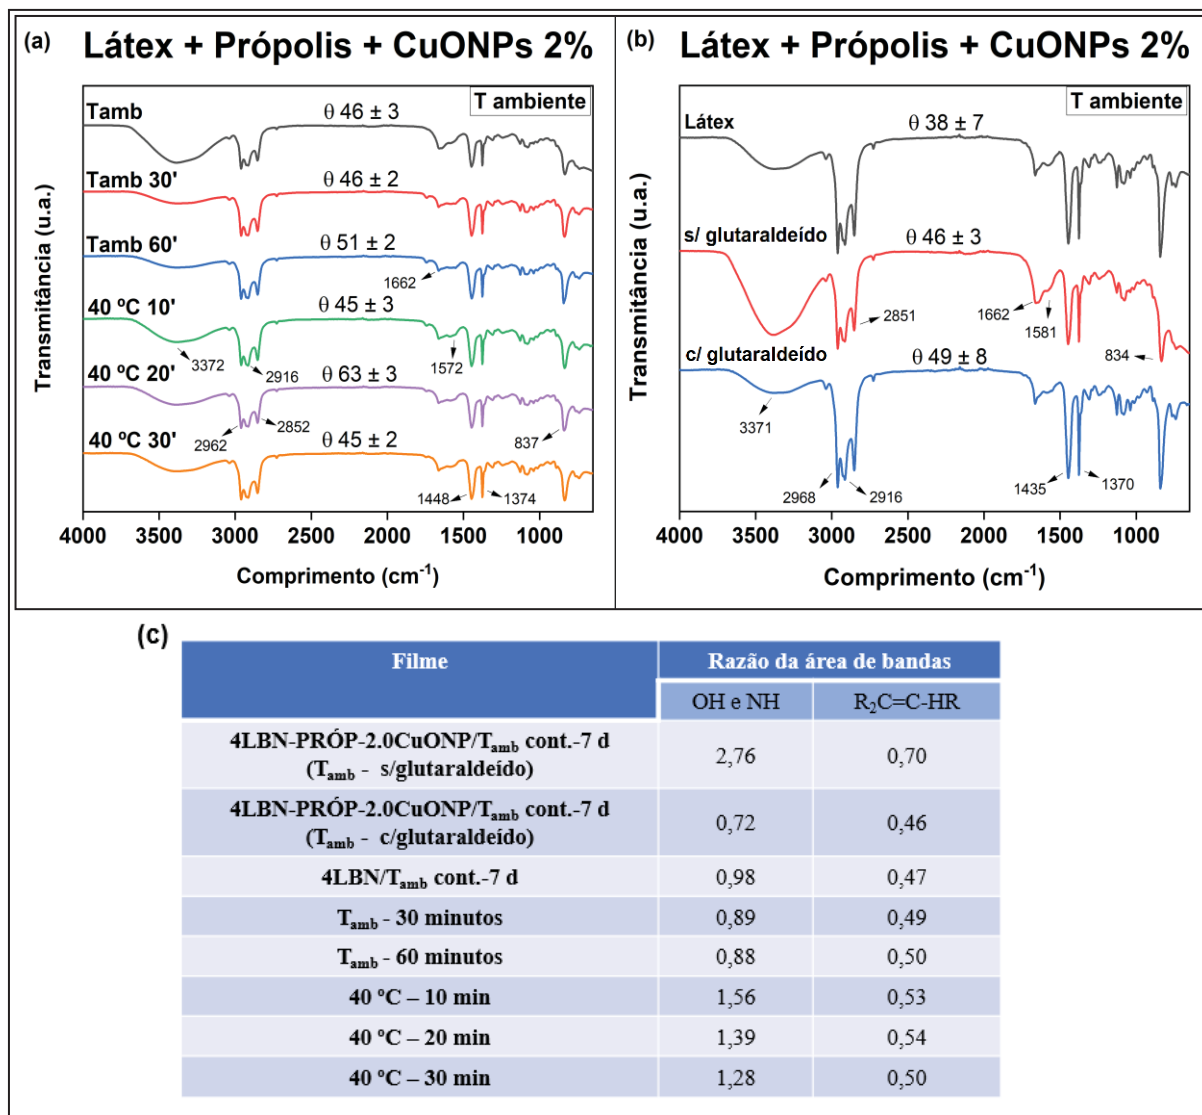 (a) Látex + Própolis + CuONPs 2%
T ambiente
Tamb
θ 46 ± 3
Tamb 30'
θ 46 ± 2
Tamb 60'
θ 51 ± 2
1662
40 ºC 10'
θ 45 ± 3
3372
2916
1572
40 ºC 20'
θ 63 ± 3
2962
2852
837
40 ºC 30'
θ 45 ± 2
1448
1374
Transmitância (u.a.)
4000 3500 3000 2500 2000 1500 1000
Comprimento (cm⁻¹)
(b) Látex + Própolis + CuONPs 2%
T ambiente
Látex
θ 38 ± 7
s/ glutaraldeído
θ 46 ± 3
2851
1662
1581
834
c/ glutaraldeído
θ 49 ± 8
3371
2968
2916
1435
1370
Transmitância (u.a.)
4000 3500 3000 2500 2000 1500 1000
Comprimento (cm⁻¹)
(c)
Filme Razão da área de bandas
OH e NH R₂C=C-HR
4LBN-PRÓP-2.0CuONP/Tamb cont.-7 d
(Tamb - s/glutaraldeído) 2,76 0,70
4LBN-PRÓP-2.0CuONP/Tamb cont.-7 d
(Tamb - c/glutaraldeído) 0,72 0,46
4LBN/Tamb cont.-7 d 0,98 0,47
Tamb - 30 minutos 0,89 0,49
Tamb - 60 minutos 0,88 0,50
40 ºC – 10 min 1,56 0,53
40 ºC – 20 min 1,39 0,54
40 ºC – 30 min 1,28 0,50